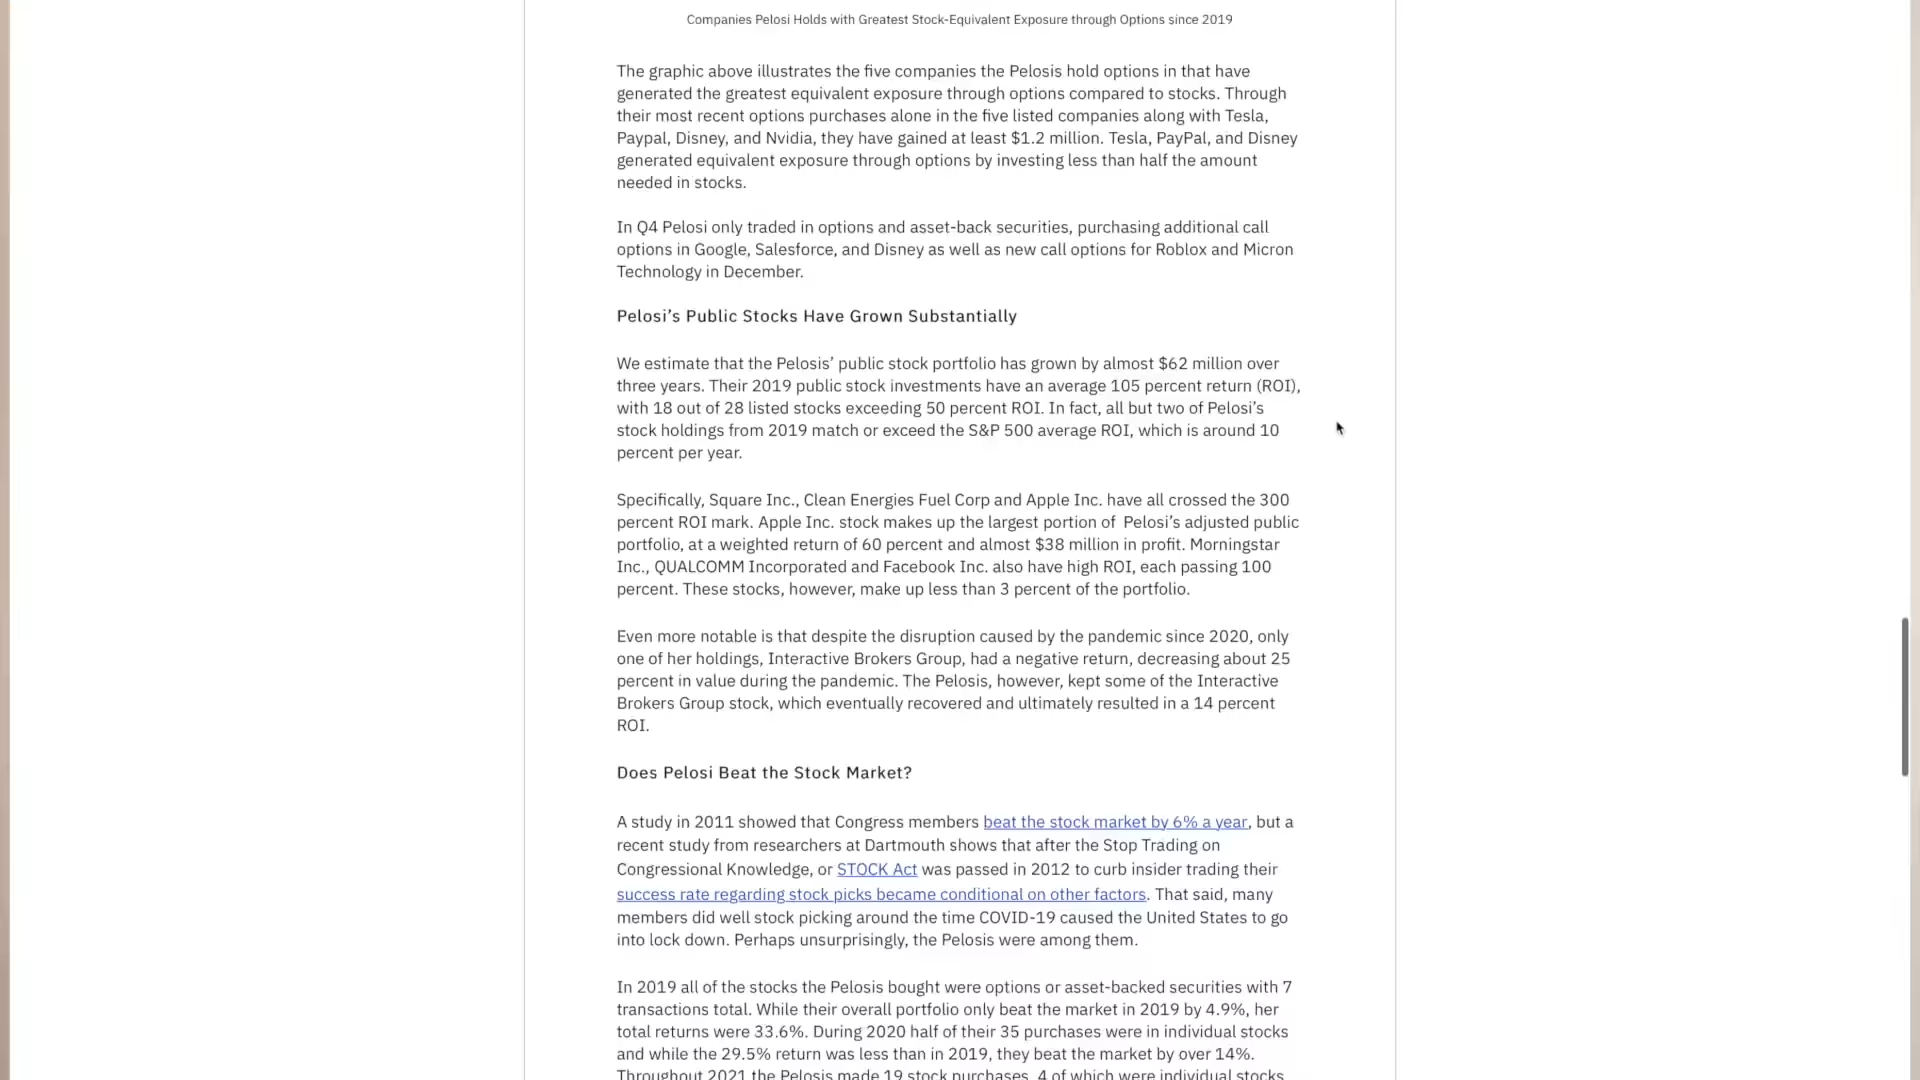 Companies Pelosi Holds with Greatest Stock-Equivalent Exposure through Options since 2019
The graphic above illustrates the five companies the Pelosis hold options in that have
generated the greatest equivalent exposure through options compared to stocks. Through
their most recent options purchases alone in the five listed companies along with Tesla,
Paypal, Disney, and Nvidia, they have gained at least $1.2 million. Tesla, PayPal, and Disney
generated equivalent exposure through options by investing less than half the amount
needed in stocks.
In Q4 Pelosi only traded in options and asset-back securities, purchasing additional call
options in Google, Salesforce, and Disney as well as new call options for Roblox and Micron
Technology in December.
Pelosi’s Public Stocks Have Grown Substantially
We estimate that the Pelosis’ public stock portfolio has grown by almost $62 million over
three years. Their 2019 public stock investments have an average 105 percent return (ROI),
with 18 out of 28 listed stocks exceeding 50 percent ROI. In fact, all but two of Pelosi’s
stock holdings from 2019 match or exceed the S&P 500 average ROI, which is around 10
percent per year.
Specifically, Square Inc., Clean Energies Fuel Corp and Apple Inc. have all crossed the 300
percent ROI mark. Apple Inc. stock makes up the largest portion of Pelosi’s adjusted public
portfolio, at a weighted return of 60 percent and almost $38 million in profit. Morningstar
Inc., QUALCOMM Incorporated and Facebook Inc. also have high ROI, each passing 100
percent. These stocks, however, make up less than 3 percent of the portfolio.
Even more notable is that despite the disruption caused by the pandemic since 2020, only
one of her holdings, Interactive Brokers Group, had a negative return, decreasing about 25
percent in value during the pandemic. The Pelosis, however, kept some of the Interactive
Brokers Group stock, which eventually recovered and ultimately resulted in a 14 percent
ROI.
Does Pelosi Beat the Stock Market?
A study in 2011 showed that Congress members beat the stock market by 6% a year, but a
recent study from researchers at Dartmouth shows that after the Stop Trading on
Congressional Knowledge, or STOCK Act was passed in 2012 to curb insider trading their
success rate regarding stock picks became conditional on other factors. That said, many
members did well stock picking around the time COVID-19 caused the United States to go
into lock down. Perhaps unsurprisingly, the Pelosis were among them.
In 2019 all of the stocks the Pelosis bought were options or asset-backed securities with 7
transactions total. While their overall portfolio only beat the market in 2019 by 4.9%, her
total returns were 33.6%. During 2020 half of their 35 purchases were in individual stocks
and while the 29.5% return was less than in 2019, they beat the market by over 14%.
Throughout 2021 the Pelosis made 19 stock purchases, 4 of which were individual stocks